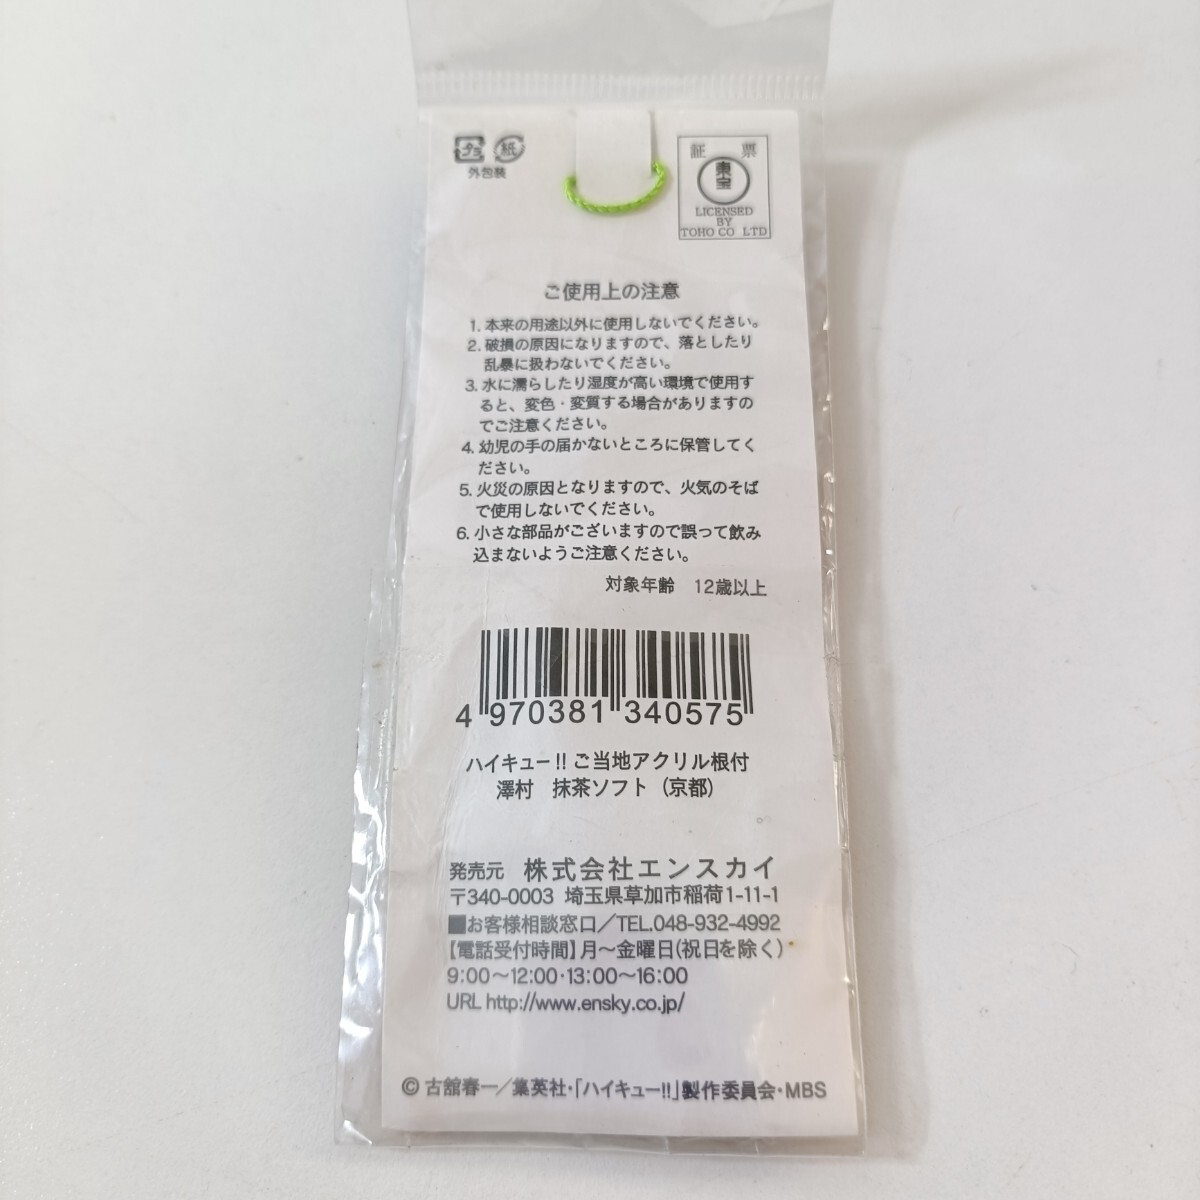 プラ 紙
外包装
証 票
東宝
LICENSED
BY
TOHO CO LTD
ご使用上の注意
1. 本来の用途以外に使用しないでください。
2. 破損の原因になりますので、落としたり
乱暴に扱わないでください。
3. 水に濡らしたり湿度が高い環境で使用す
ると、変色・変質する場合がありますの
でご注意ください。
4. 幼児の手の届かないところに保管してく
ださい。
5. 火災の原因となりますので、火気のそば
で使用しないでください。
6. 小さな部品がございますので誤って飲み
込まないようご注意ください。
対象年齢 12歳以上
4 970381 340575
ハイキュー!! ご当地アクリル根付
澤村 抹茶ソフト（京都）
発売元 株式会社エンスカイ
〒340-0003 埼玉県草加市稲荷1-11-1
■お客様相談窓口／TEL.048-932-4992
【電話受付時間】月～金曜日(祝日を除く)
9:00～12:00・13:00～16:00
URL http://www.ensky.co.jp/
© 古舘春一／集英社・「ハイキュー!!」製作委員会・MBS